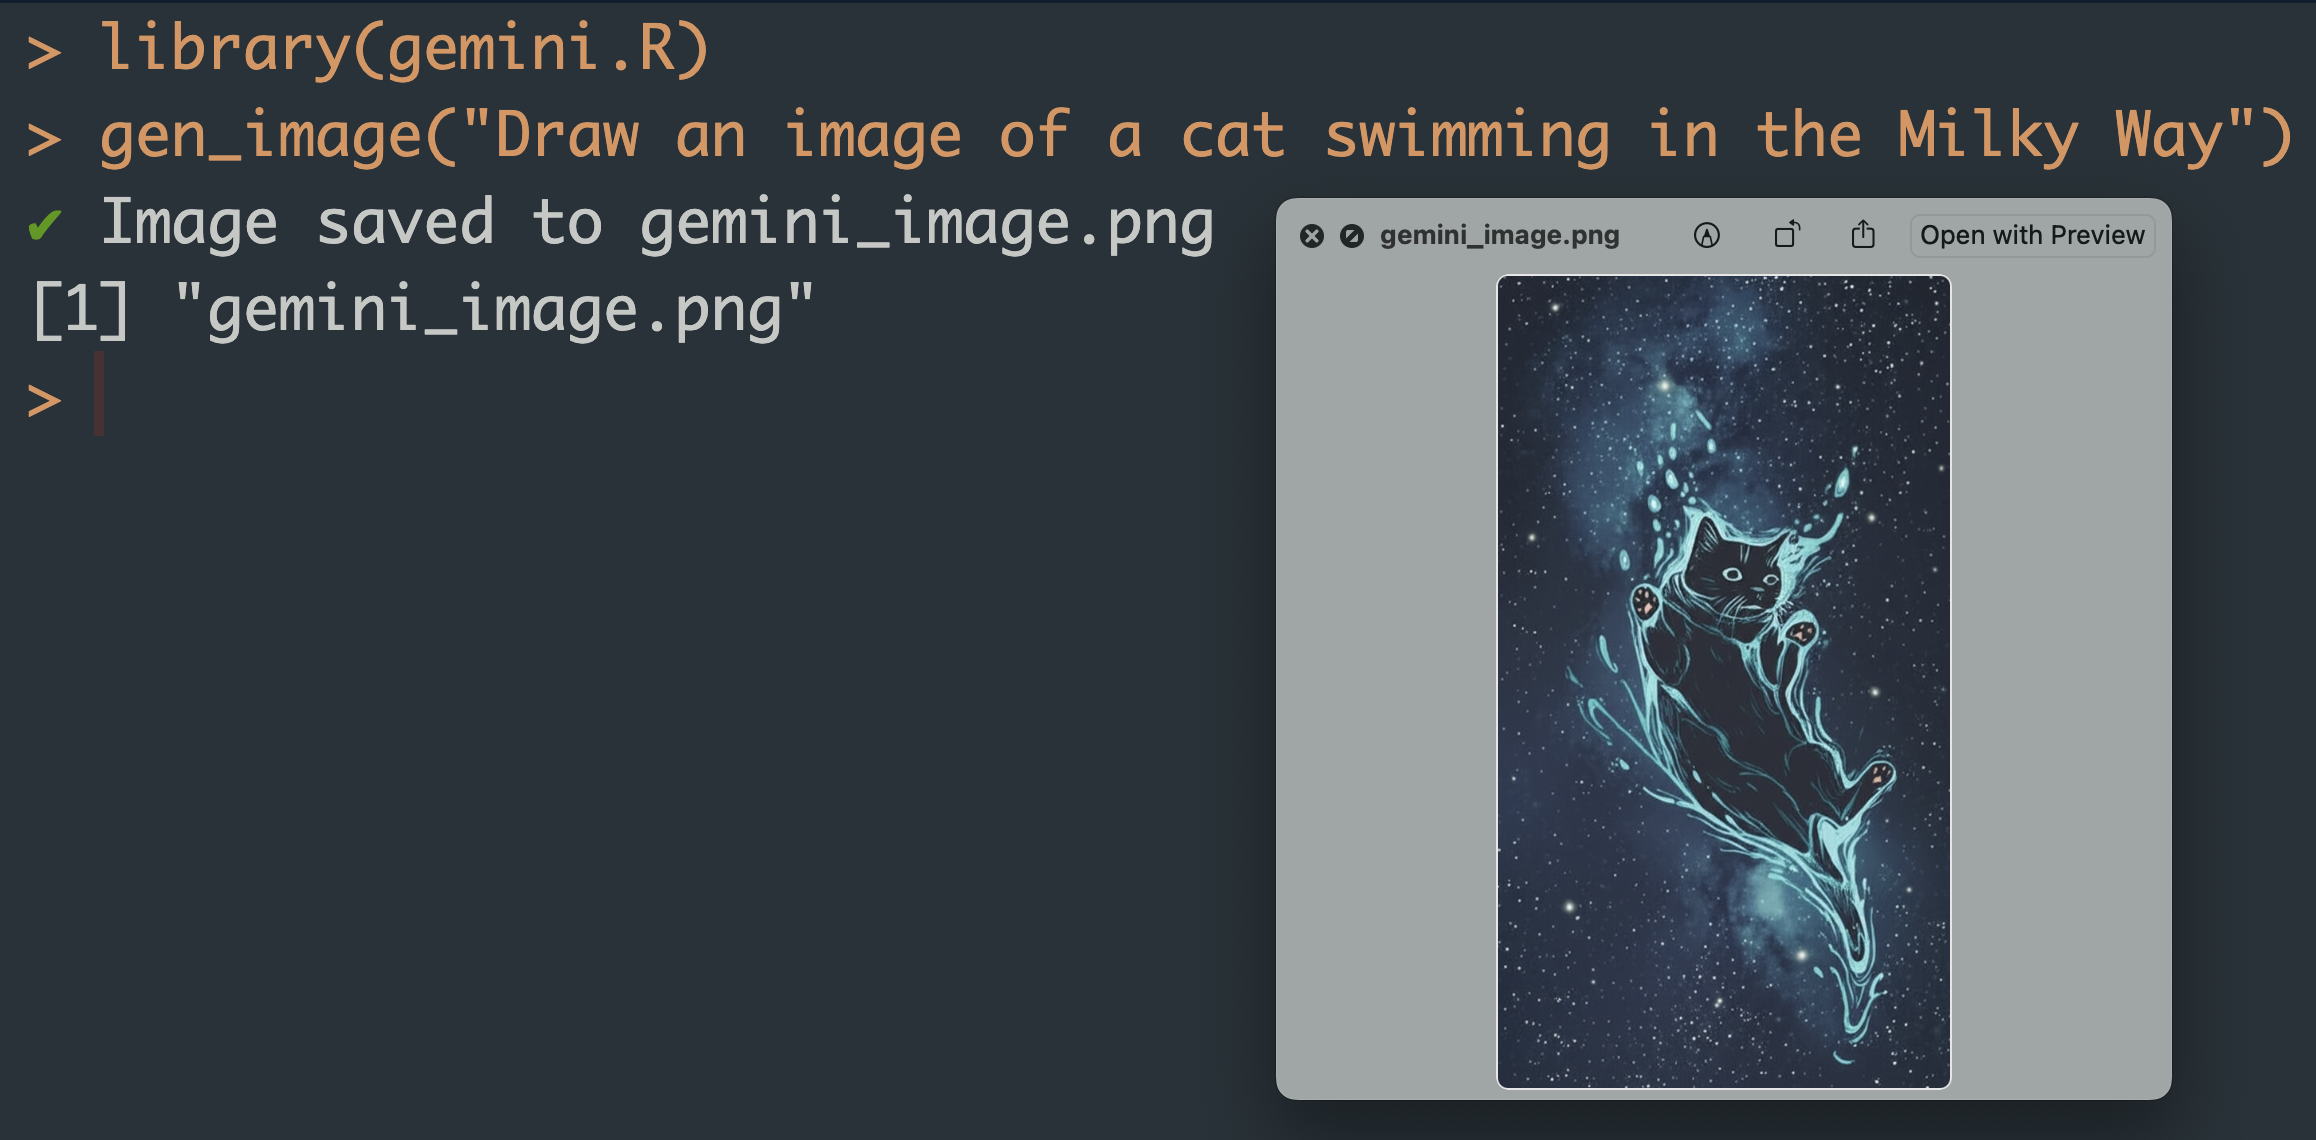 > library(gemini.R)
> gen_image("Draw an image of a cat swimming in the Milky Way")
✔ Image saved to gemini_image.png
[1] "gemini_image.png"
>
gemini_image.png
Open with Preview